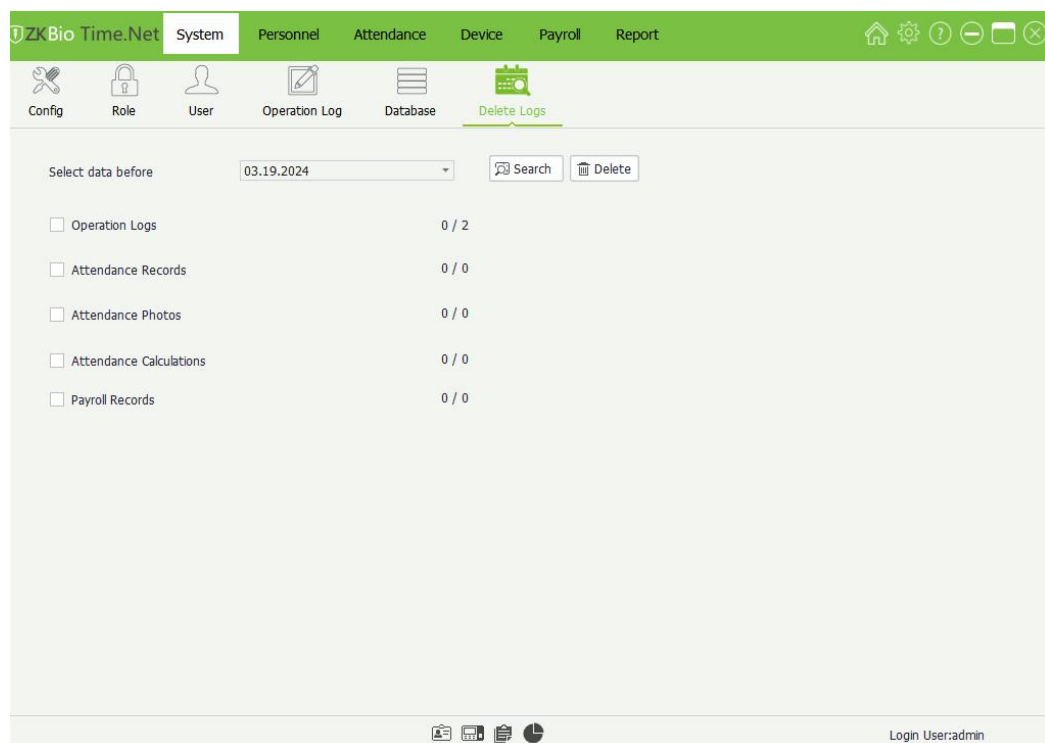 ZKBio Time.Net System Personnel Attendance Device Payroll Report
Config Role User Operation Log Database Delete Logs
Select data before 03.19.2024 Search Delete
Operation Logs 0 / 2
Attendance Records 0 / 0
Attendance Photos 0 / 0
Attendance Calculations 0 / 0
Payroll Records 0 / 0
Login User:admin